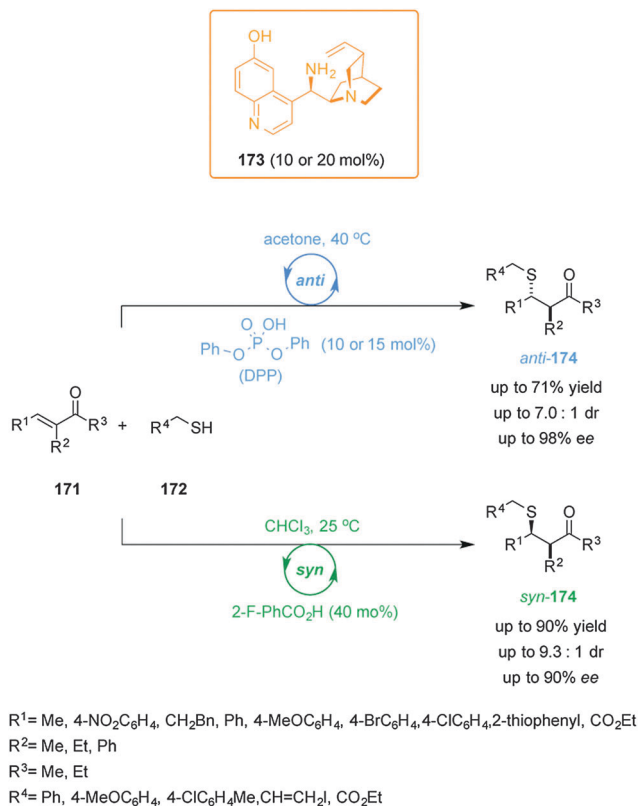 OH
NH₂
N
N
173 (10 or 20 mol%)
acetone, 40 °C
anti
O OH
P
Ph O O Ph
(10 or 15 mol%)
(DPP)
R⁴ S O
R¹ R³
R²
anti-174
up to 71% yield
up to 7.0 : 1 dr
up to 98% ee
O
R¹ R³ + R⁴ SH
R²
171 172
CHCl₃, 25 °C
syn
2-F-PhCO₂H (40 mo%)
R⁴ S O
R¹ R³
R²
syn-174
up to 90% yield
up to 9.3 : 1 dr
up to 90% ee
R¹= Me, 4-NO₂C₆H₄, CH₂Bn, Ph, 4-MeOC₆H₄, 4-BrC₆H₄,4-ClC₆H₄,2-thiophenyl, CO₂Et
R²= Me, Et, Ph
R³= Me, Et
R⁴= Ph, 4-MeOC₆H₄, 4-ClC₆H₄Me,CH=CH₂l, CO₂Et